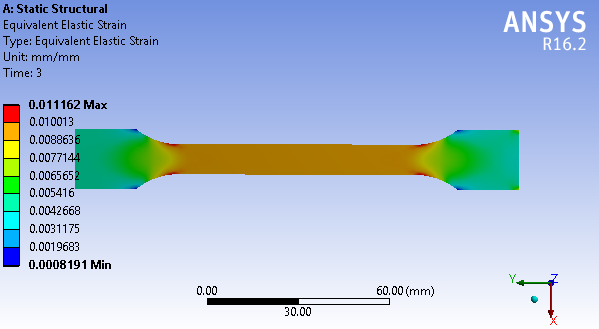 A: Static Structural
Equivalent Elastic Strain
Type: Equivalent Elastic Strain
Unit: mm/mm
Time: 3
ANSYS
R16.2
0.011162 Max
0.010013
0.0088636
0.0077144
0.0065652
0.005416
0.0042668
0.0031175
0.0019683
0.0008191 Min
0.00
60.00 (mm)
30.00
Y
Z
X